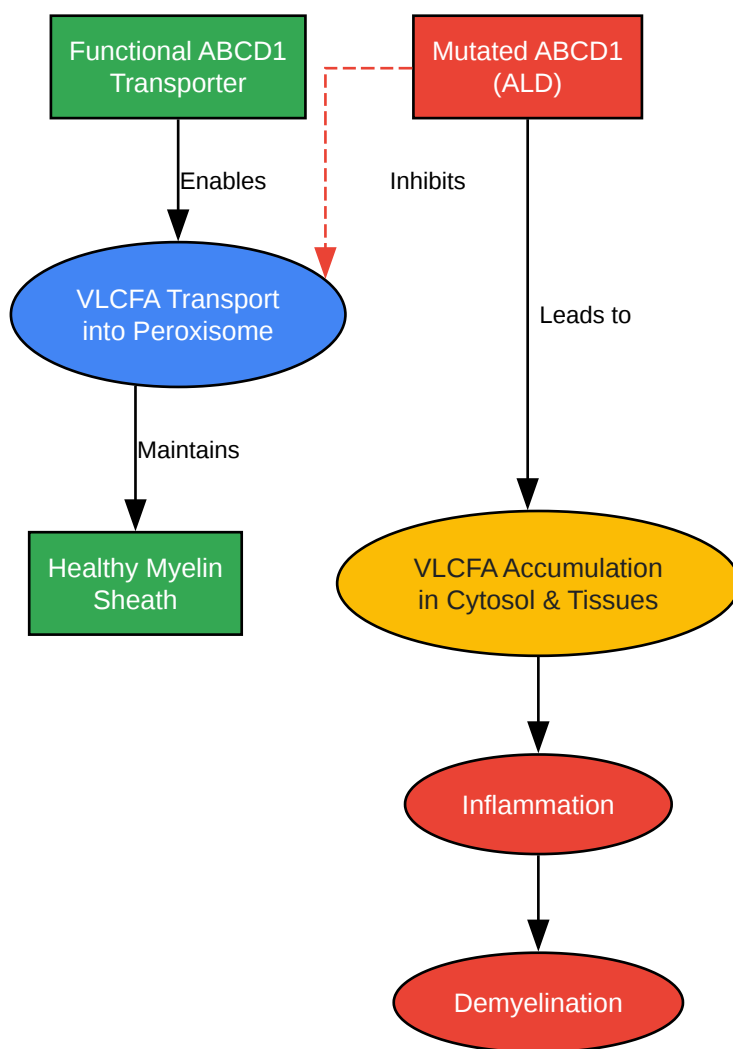 Functional ABCD1
Transporter
Mutated ABCD1
(ALD)
Enables
Inhibits
VLCFA Transport
into Peroxisome
Leads to
Maintains
Healthy Myelin
Sheath
VLCFA Accumulation
in Cytosol & Tissues
Inflammation
Demyelination